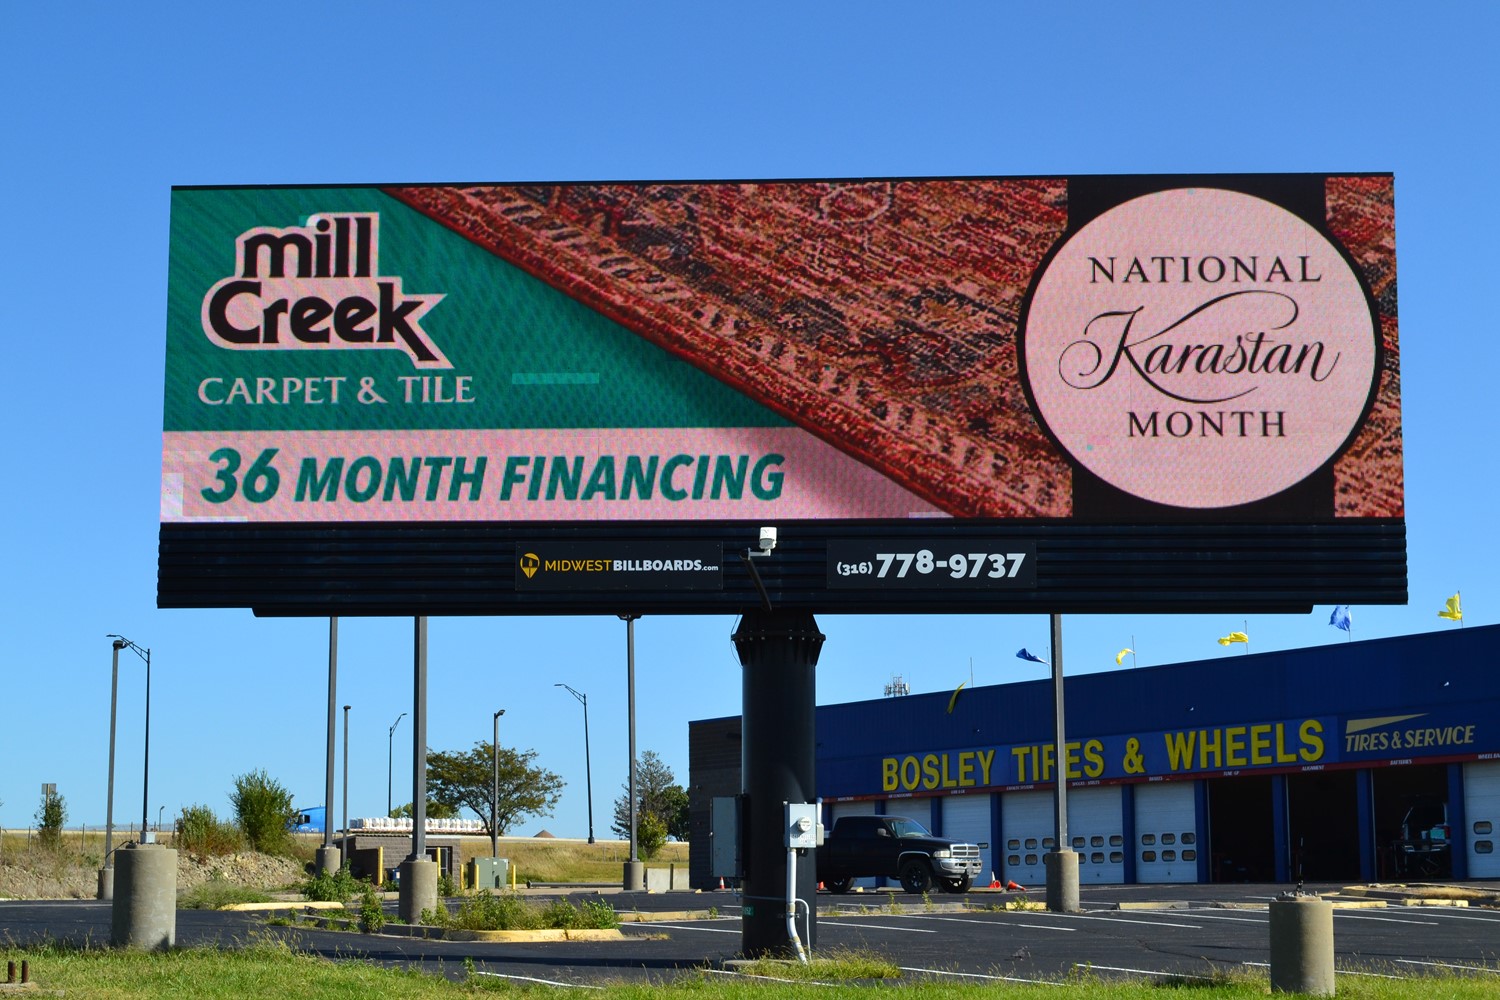 mill
Creek
CARPET & TILE
36 MONTH FINANCING
NATIONAL
Karastan
MONTH
MIDWESTBILLBOARDS.com
(316) 778-9737
BOSLEY TIRES & WHEELS
TIRES & SERVICE